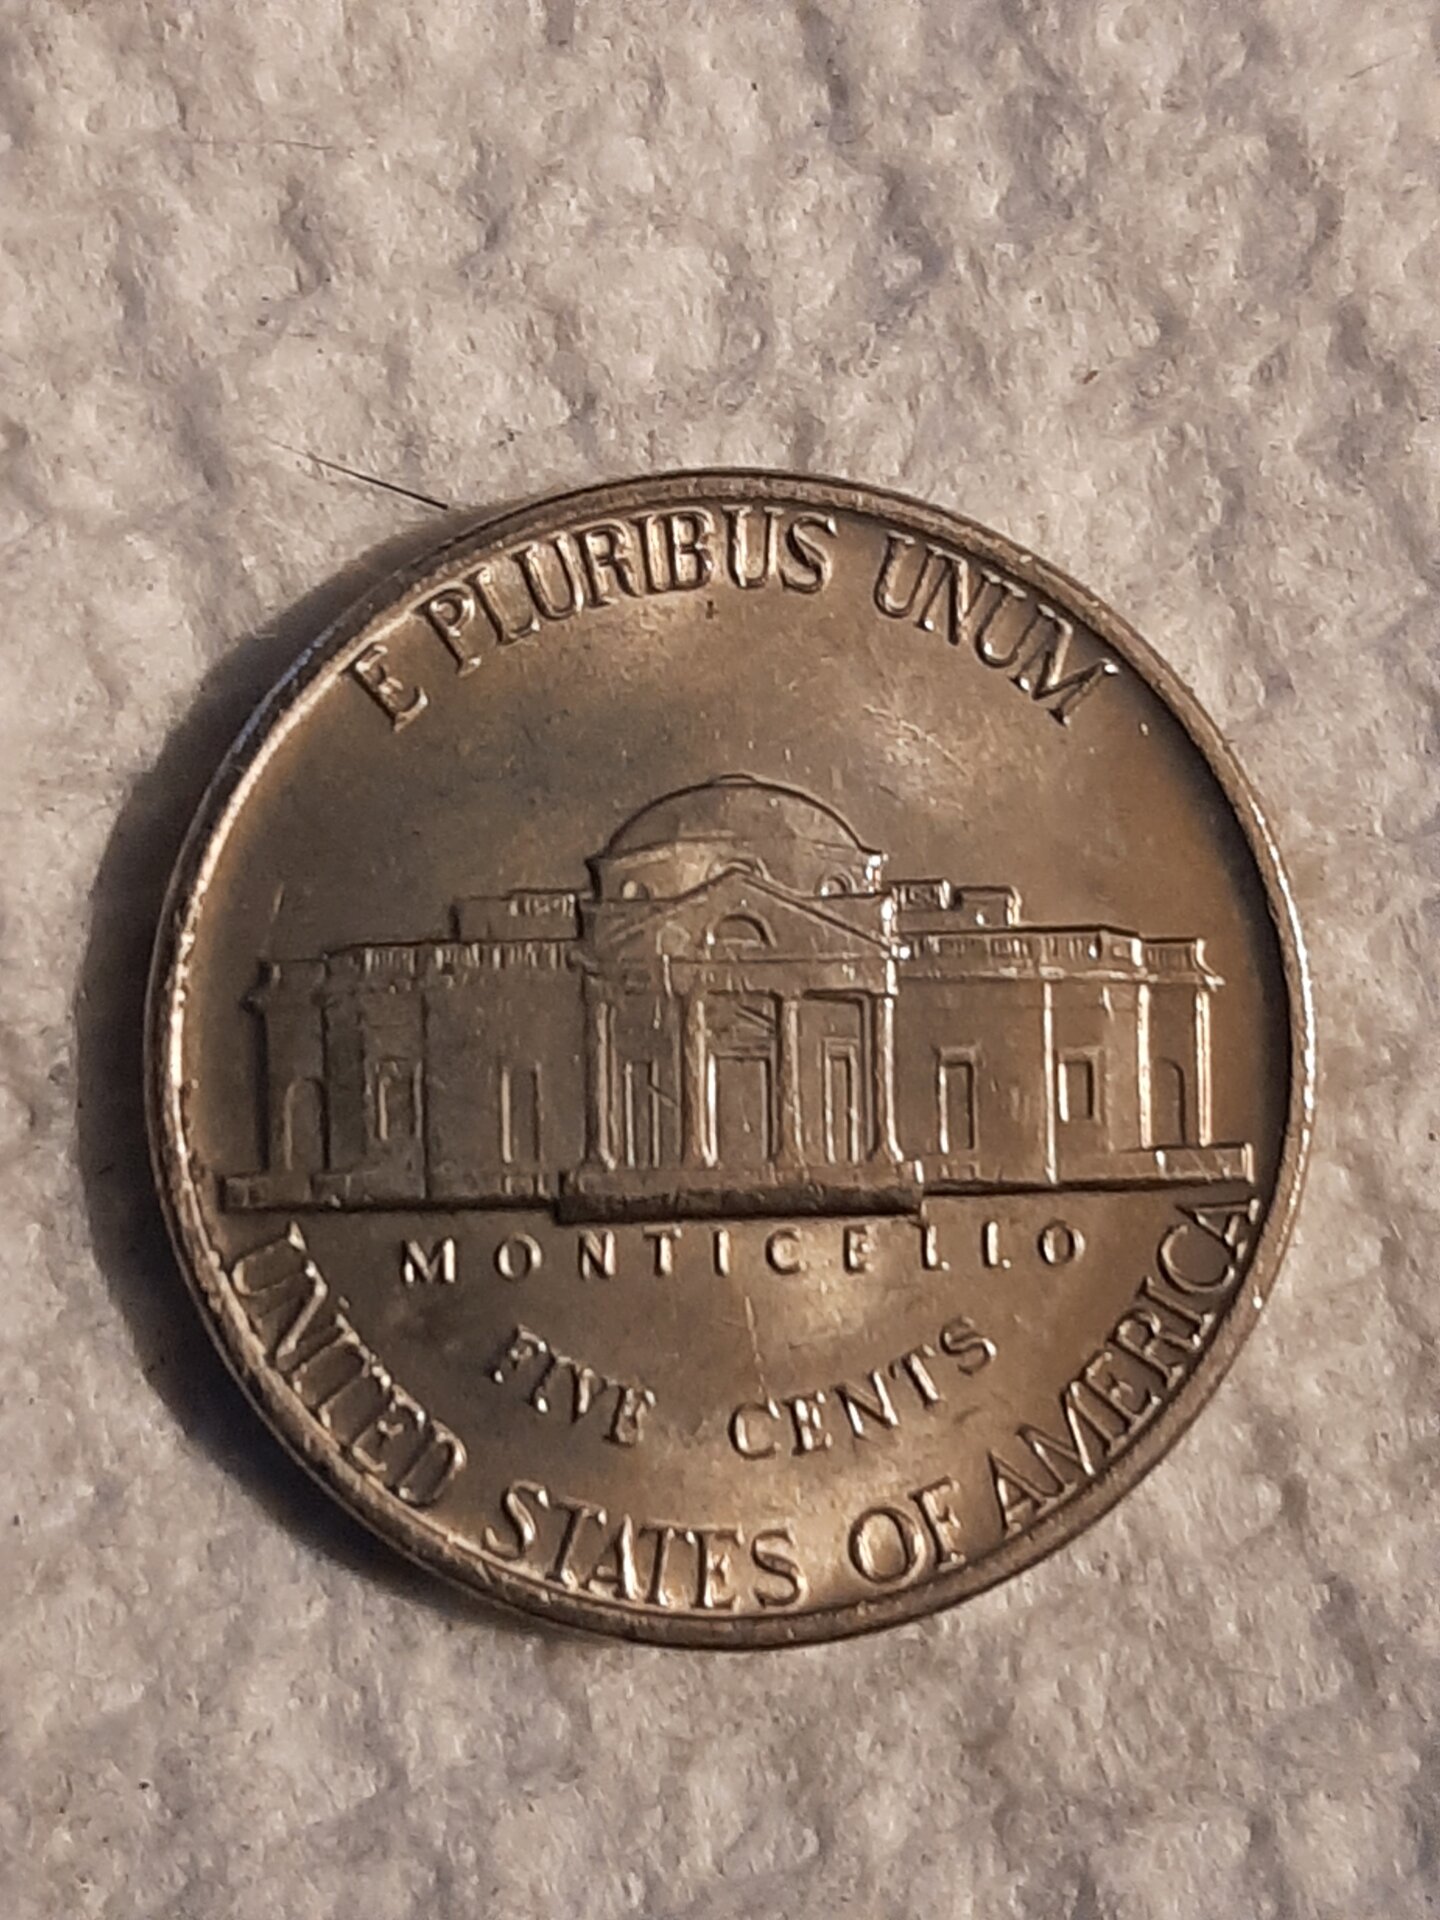 E PLURIBUS UNUM
MONTICELLO
FIVE CENTS
UNITED STATES OF AMERICA